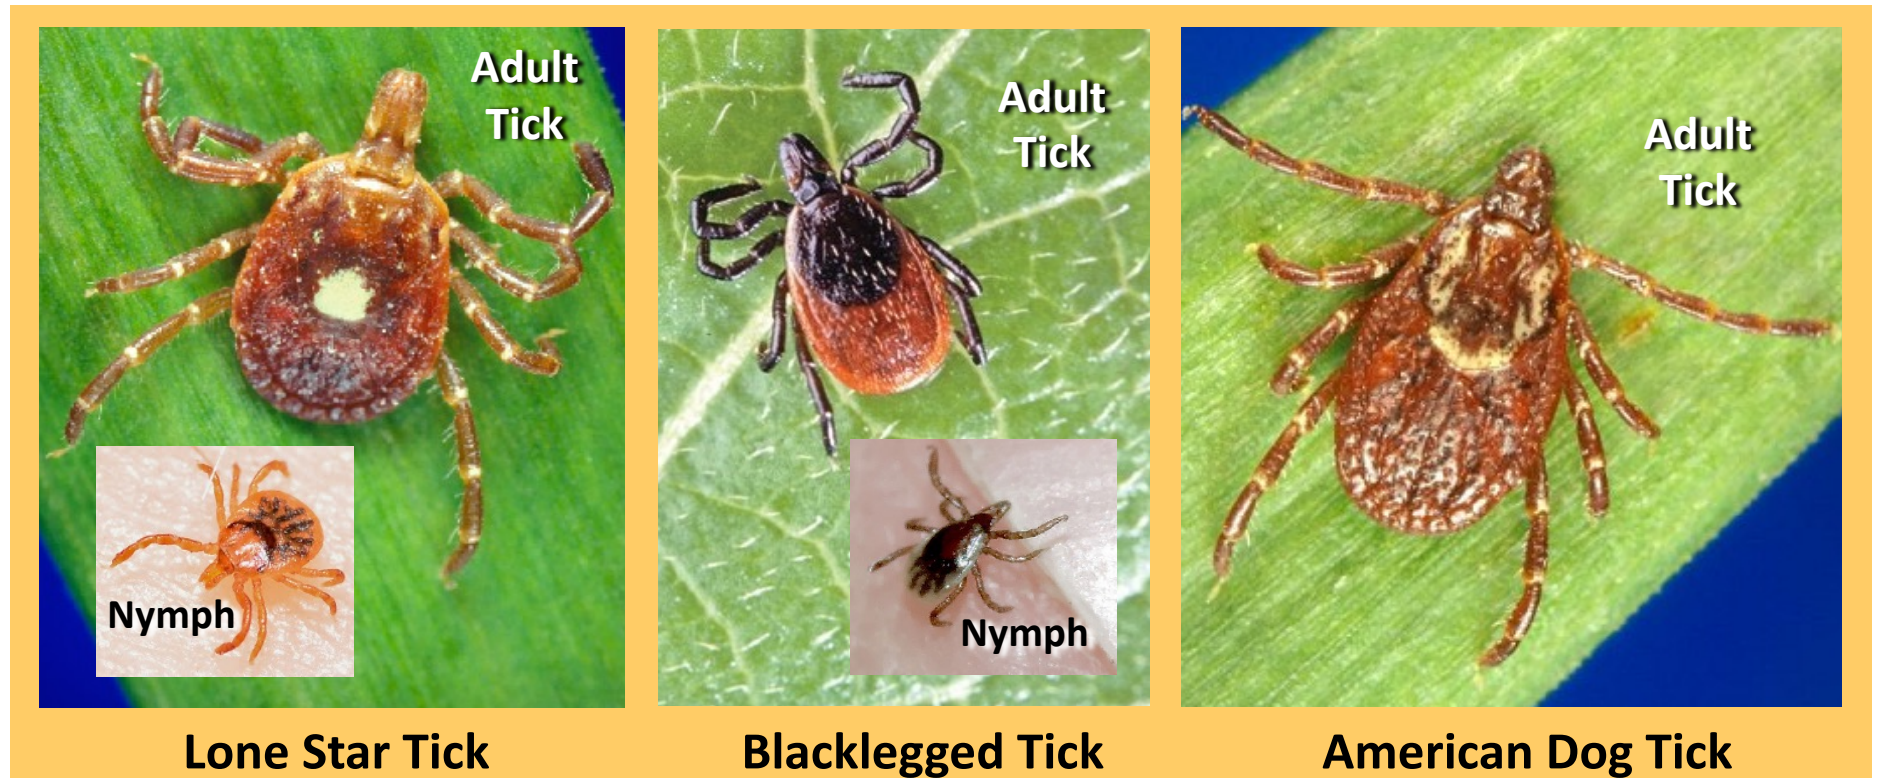 Adult
Tick
Nymph
Lone Star Tick
Adult
Tick
Nymph
Blacklegged Tick
Adult
Tick
American Dog Tick